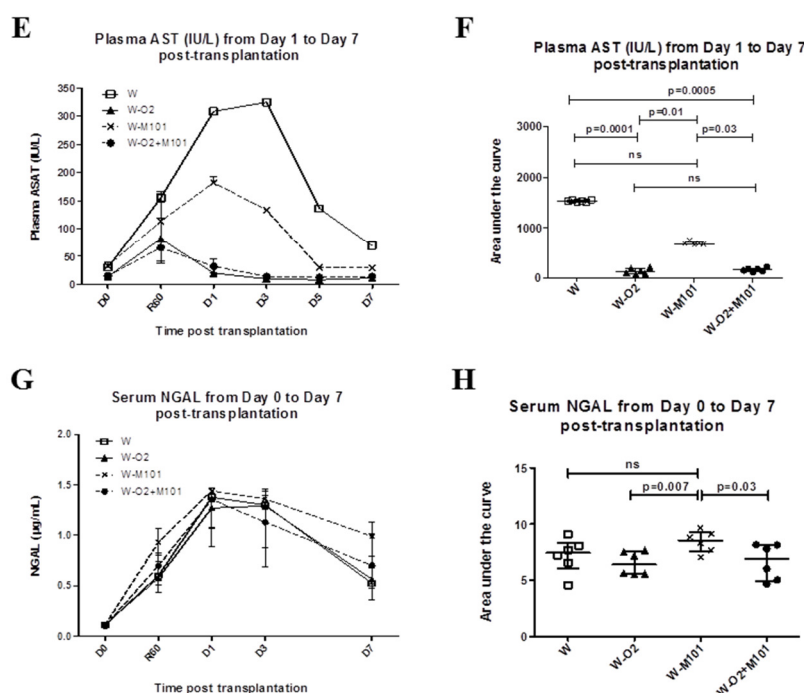 E
Plasma AST (IU/L) from Day 1 to Day 7
post-transplantation
W
W-O2
W-M101
W-O2+M101
Plasma ASAT (IU/L)
350
300
250
200
150
100
50
0
D0
R60
D1
D3
D5
D7
Time post transplantation
F
Plasma AST (IU/L) from Day 1 to Day 7
post-transplantation
p=0.0005
p=0.01
p=0.0001
p=0.03
ns
ns
Area under the curve
3000
2000
1000
0
W
W-O2
W-M101
W-O2+M101
G
Serum NGAL from Day 0 to Day 7
post-transplantation
W
W-O2
W-M101
W-O2+M101
NGAL (µg/mL)
2.0
1.5
1.0
0.5
0.0
D0
R60
D1
D3
D7
Time post transplantation
H
Serum NGAL from Day 0 to Day 7
post-transplantation
ns
p=0.007
p=0.03
Area under the curve
15
10
5
0
W
W-O2
W-M101
W-O2+M101